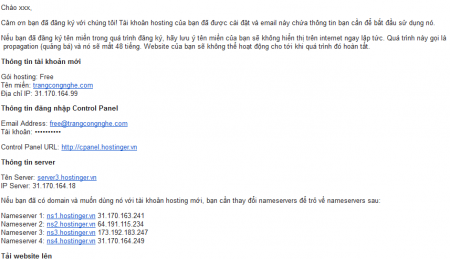 Chào xxx,
Cảm ơn bạn đã đăng ký với chúng tôi! Tài khoản hosting của bạn đã được cài đặt và email này chứa thông tin bạn cần để bắt đầu sử dụng nó.
Nếu bạn đã đăng ký tên miền trong quá trình đăng ký, hãy lưu ý tên miền của bạn sẽ không hiển thị trên internet ngay lập tức. Quá trình này gọi là
propagation (quảng bá) và nó sẽ mất 48 tiếng. Website của bạn sẽ không thể hoạt động cho tới khi quá trình đó hoàn tất.
Thông tin tài khoản mới
Gói hosting: Free
Tên miền: trangcongnghe.com
Địa chỉ IP: 31.170.164.99
Thông tin đăng nhập Control Panel
Email Address: free@trangcongnghe.com
Tài khoản: ••••••••••
Control Panel URL: http://cpanel.hostinger.vn
Thông tin server
Tên Server: server3.hostinger.vn
IP Server: 31.170.164.18
Nếu bạn đã có domain và muốn dùng nó với tài khoản hosting mới, bạn cần thay đổi nameservers để trỏ về nameservers sau:
Nameserver 1: ns1.hostinger.vn 31.170.163.241
Nameserver 2: ns2.hostinger.vn 64.191.115.234
Nameserver 3: ns3.hostinger.vn 173.192.183.247
Nameserver 4: ns4.hostinger.vn 31.170.164.249
Tải website lên